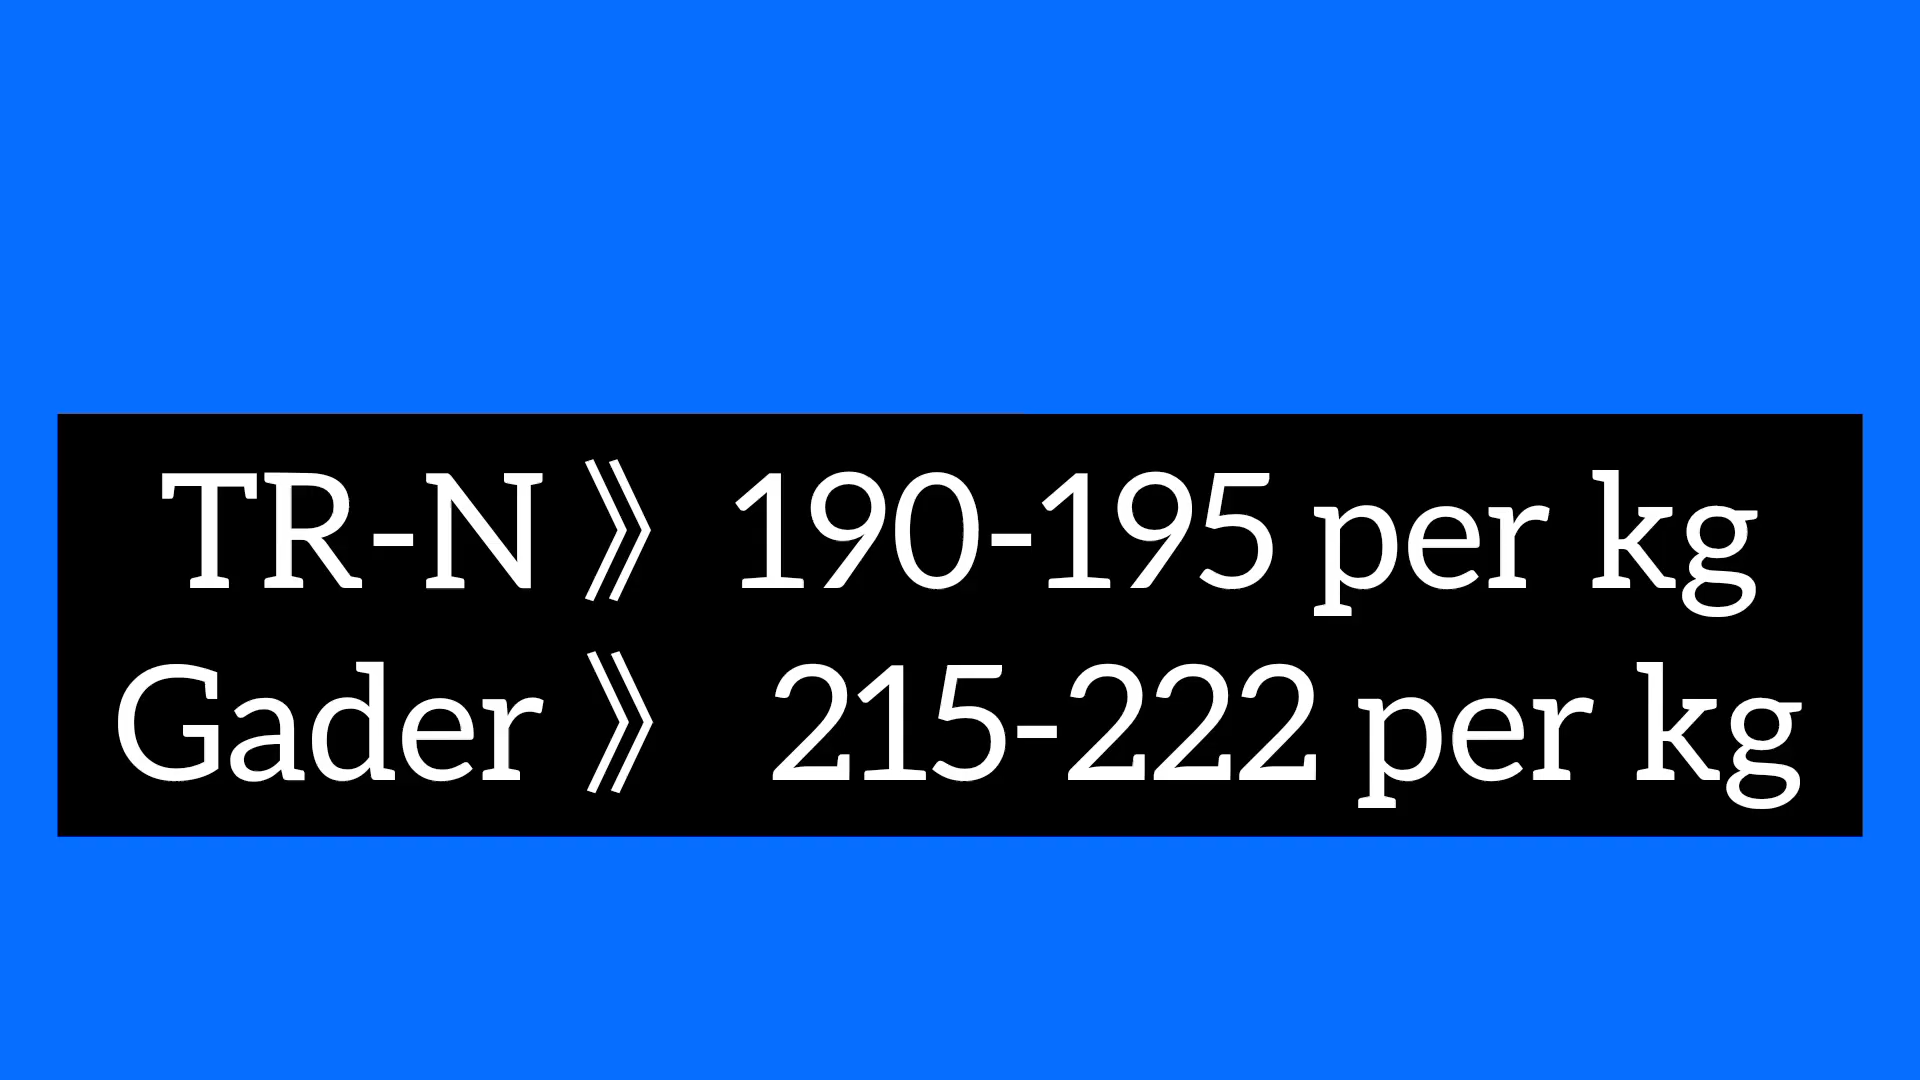 TR-N 》 190-195 per kg
Gader 》 215-222 per kg